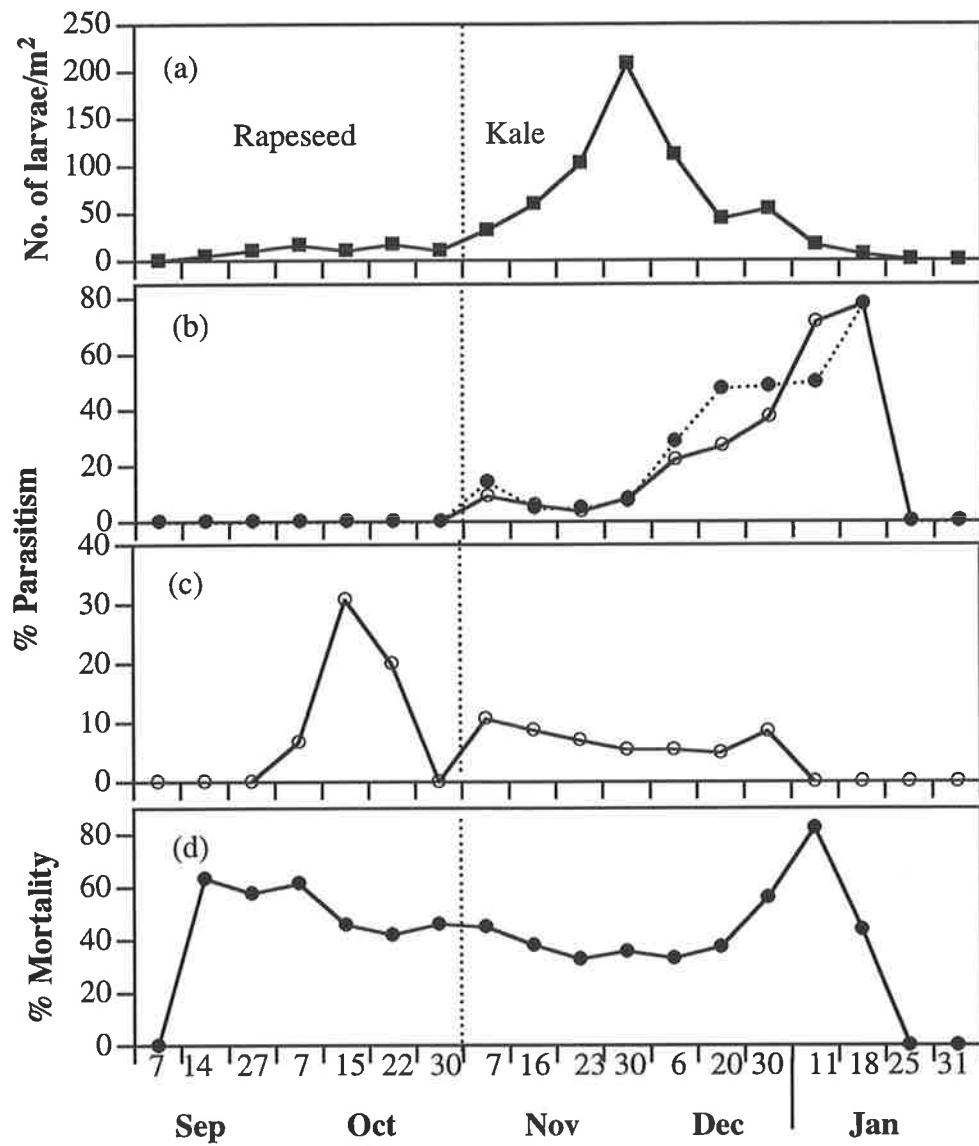 No. of larvae/m²
250
200
150
100
50
0
(a)
Rapeseed
Kale
% Parasitism
80
60
40
20
0
(b)
40
30
20
10
0
(c)
% Mortality
80
60
40
20
0
(d)
7 14 27 7 15 22 30 7 16 23 30 6 20 30 11 18 25 31
Sep Oct Nov Dec Jan